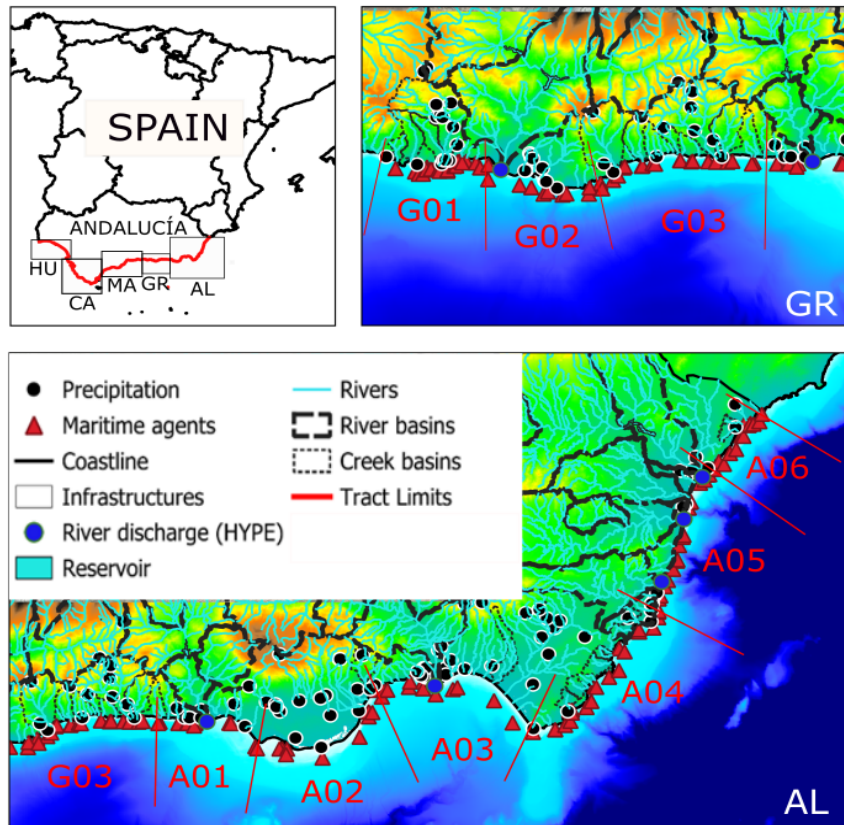 SPAIN
ANDALUCÍA
HU
CA
MA
GR
AL
G01
G02
G03
GR
Precipitation
Maritime agents
Coastline
Infrastructures
River discharge (HYPE)
Reservoir
Rivers
River basins
Creek basins
Tract Limits
A06
A05
A04
A03
G03
A01
A02
AL